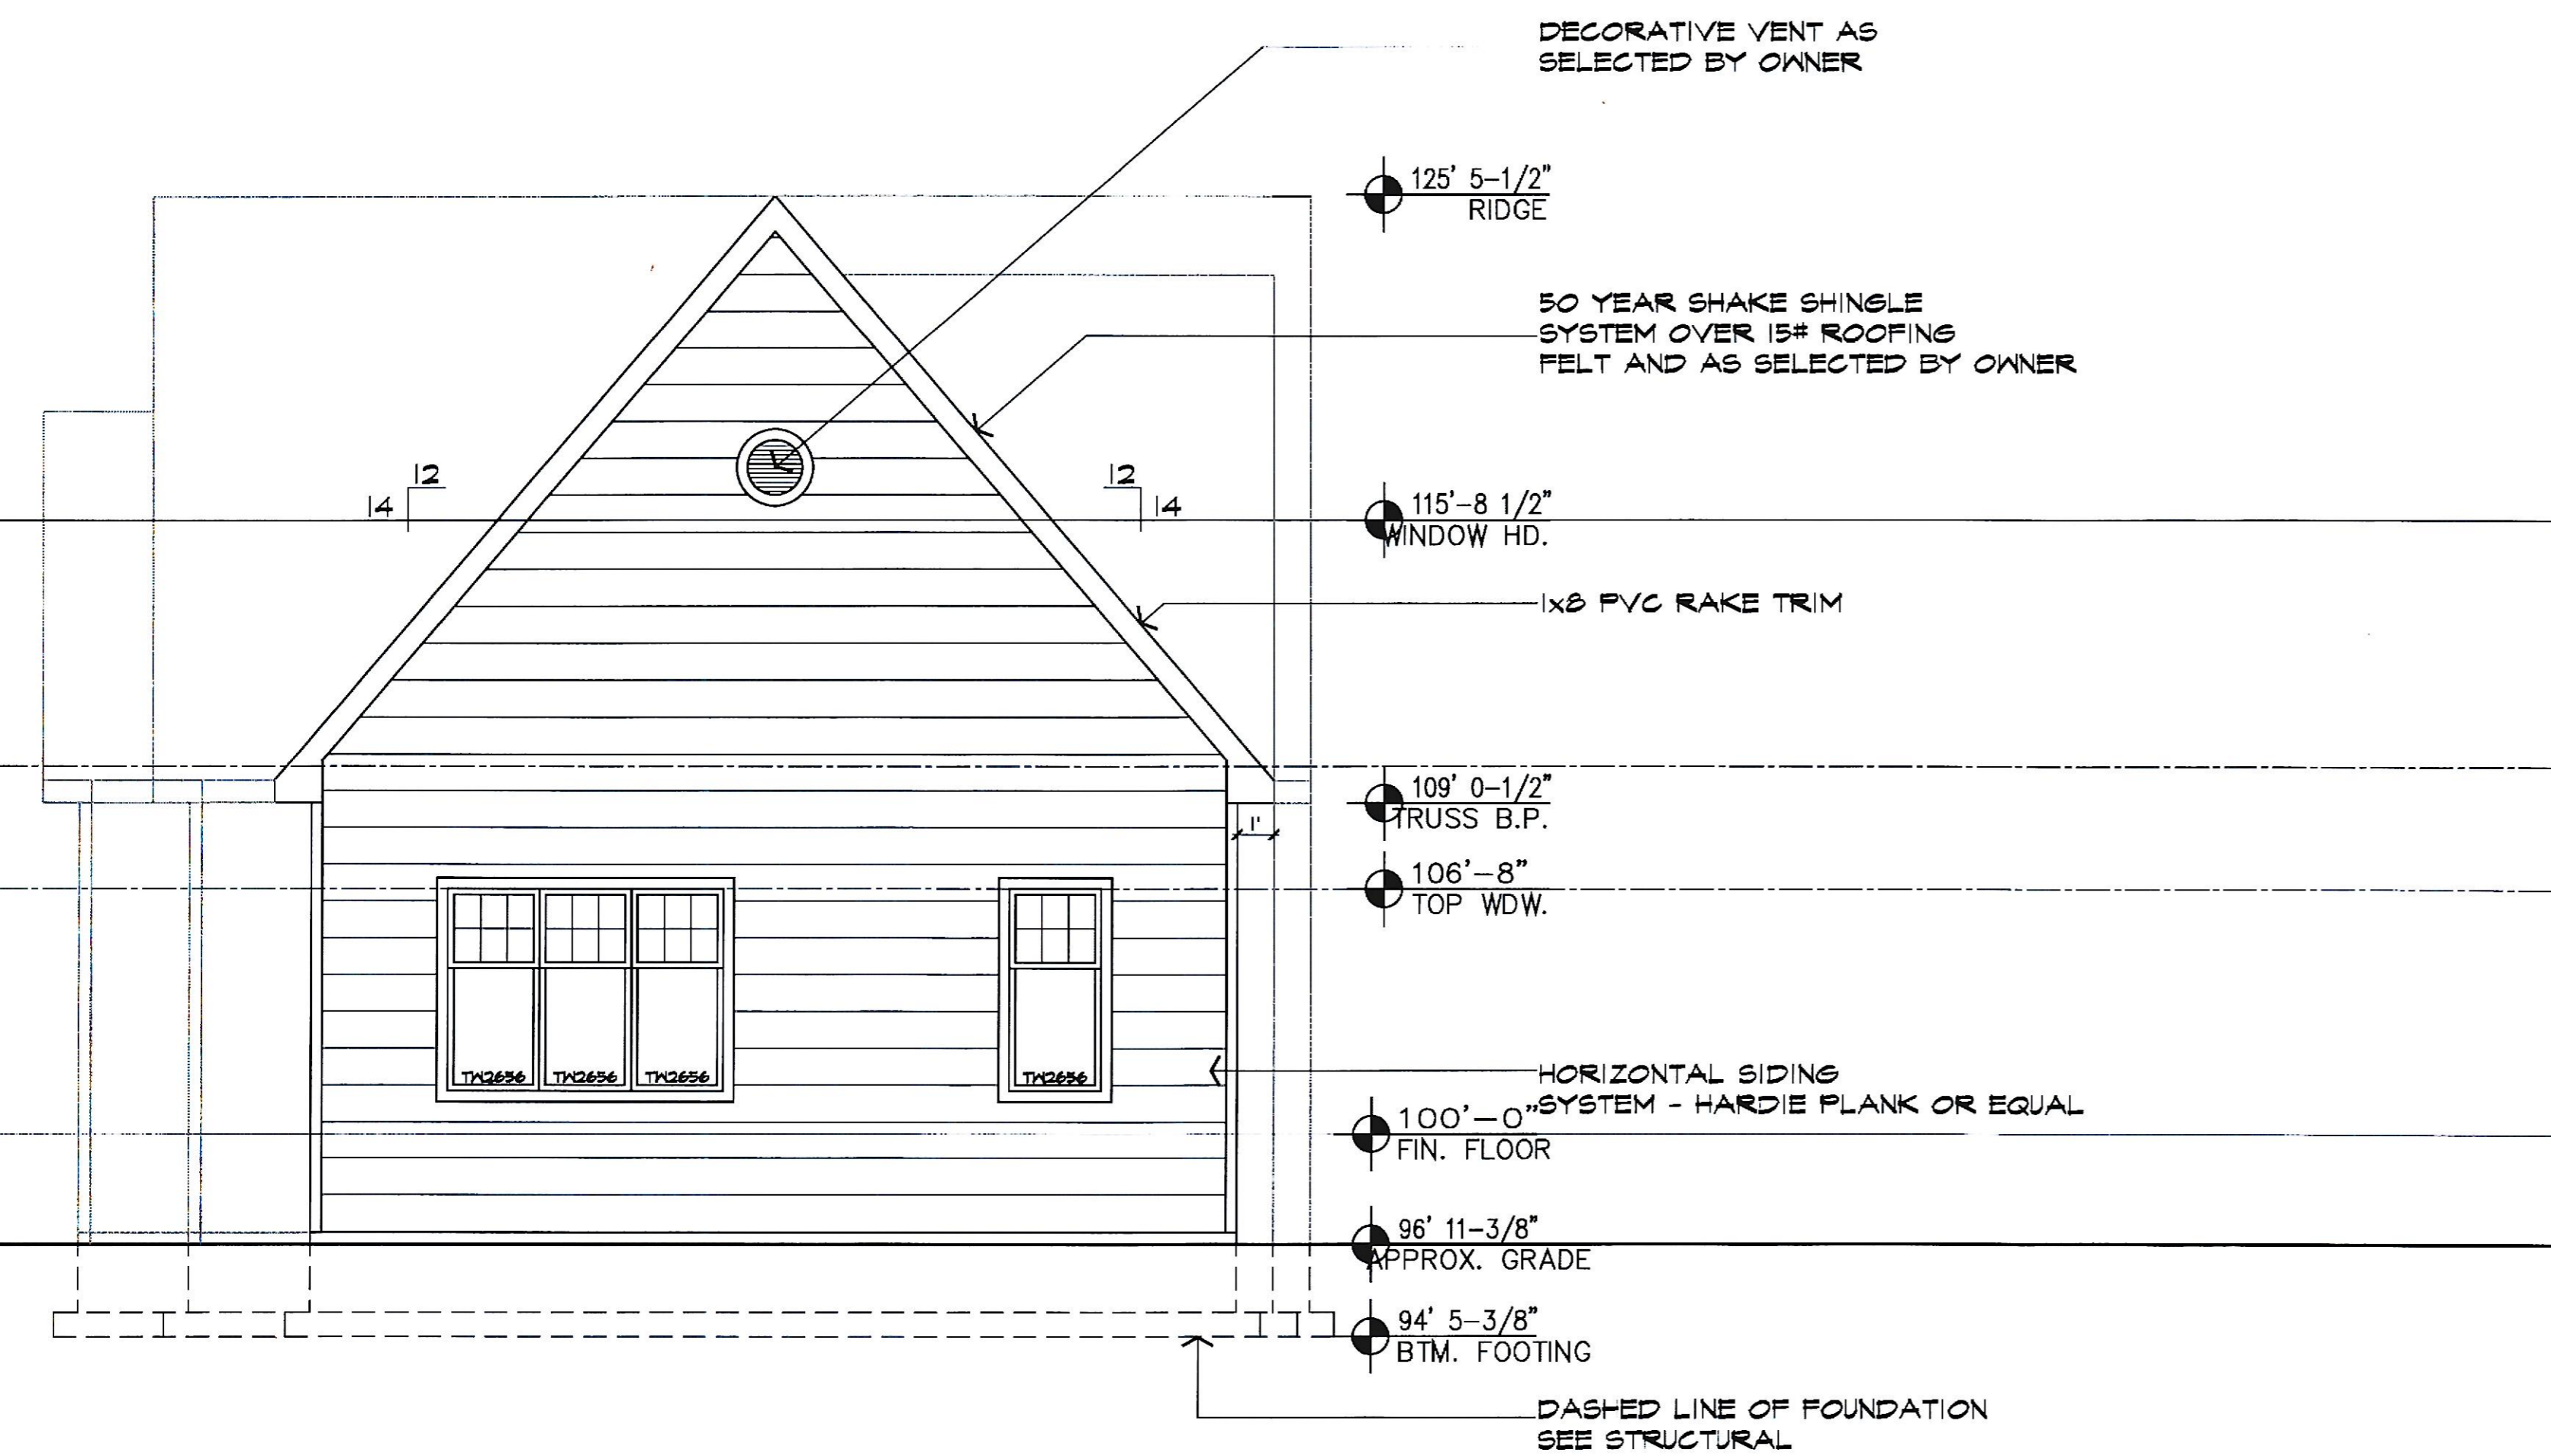 DECORATIVE VENT AS
SELECTED BY OWNER
125' 5-1/2"
RIDGE
50 YEAR SHAKE SHINGLE
SYSTEM OVER 15# ROOFING
FELT AND AS SELECTED BY OWNER
12
14
12
14
115'-8 1/2"
WINDOW HD.
1x8 PVC RAKE TRIM
109' 0-1/2"
TRUSS B.P.
1'
106'-8"
TOP WDW.
TW2656 TW2656 TW2656 TW2656
HORIZONTAL SIDING
SYSTEM - HARDIE PLANK OR EQUAL
100'-0"
FIN. FLOOR
96' 11-3/8"
APPROX. GRADE
94' 5-3/8"
BTM. FOOTING
DASHED LINE OF FOUNDATION
SEE STRUCTURAL